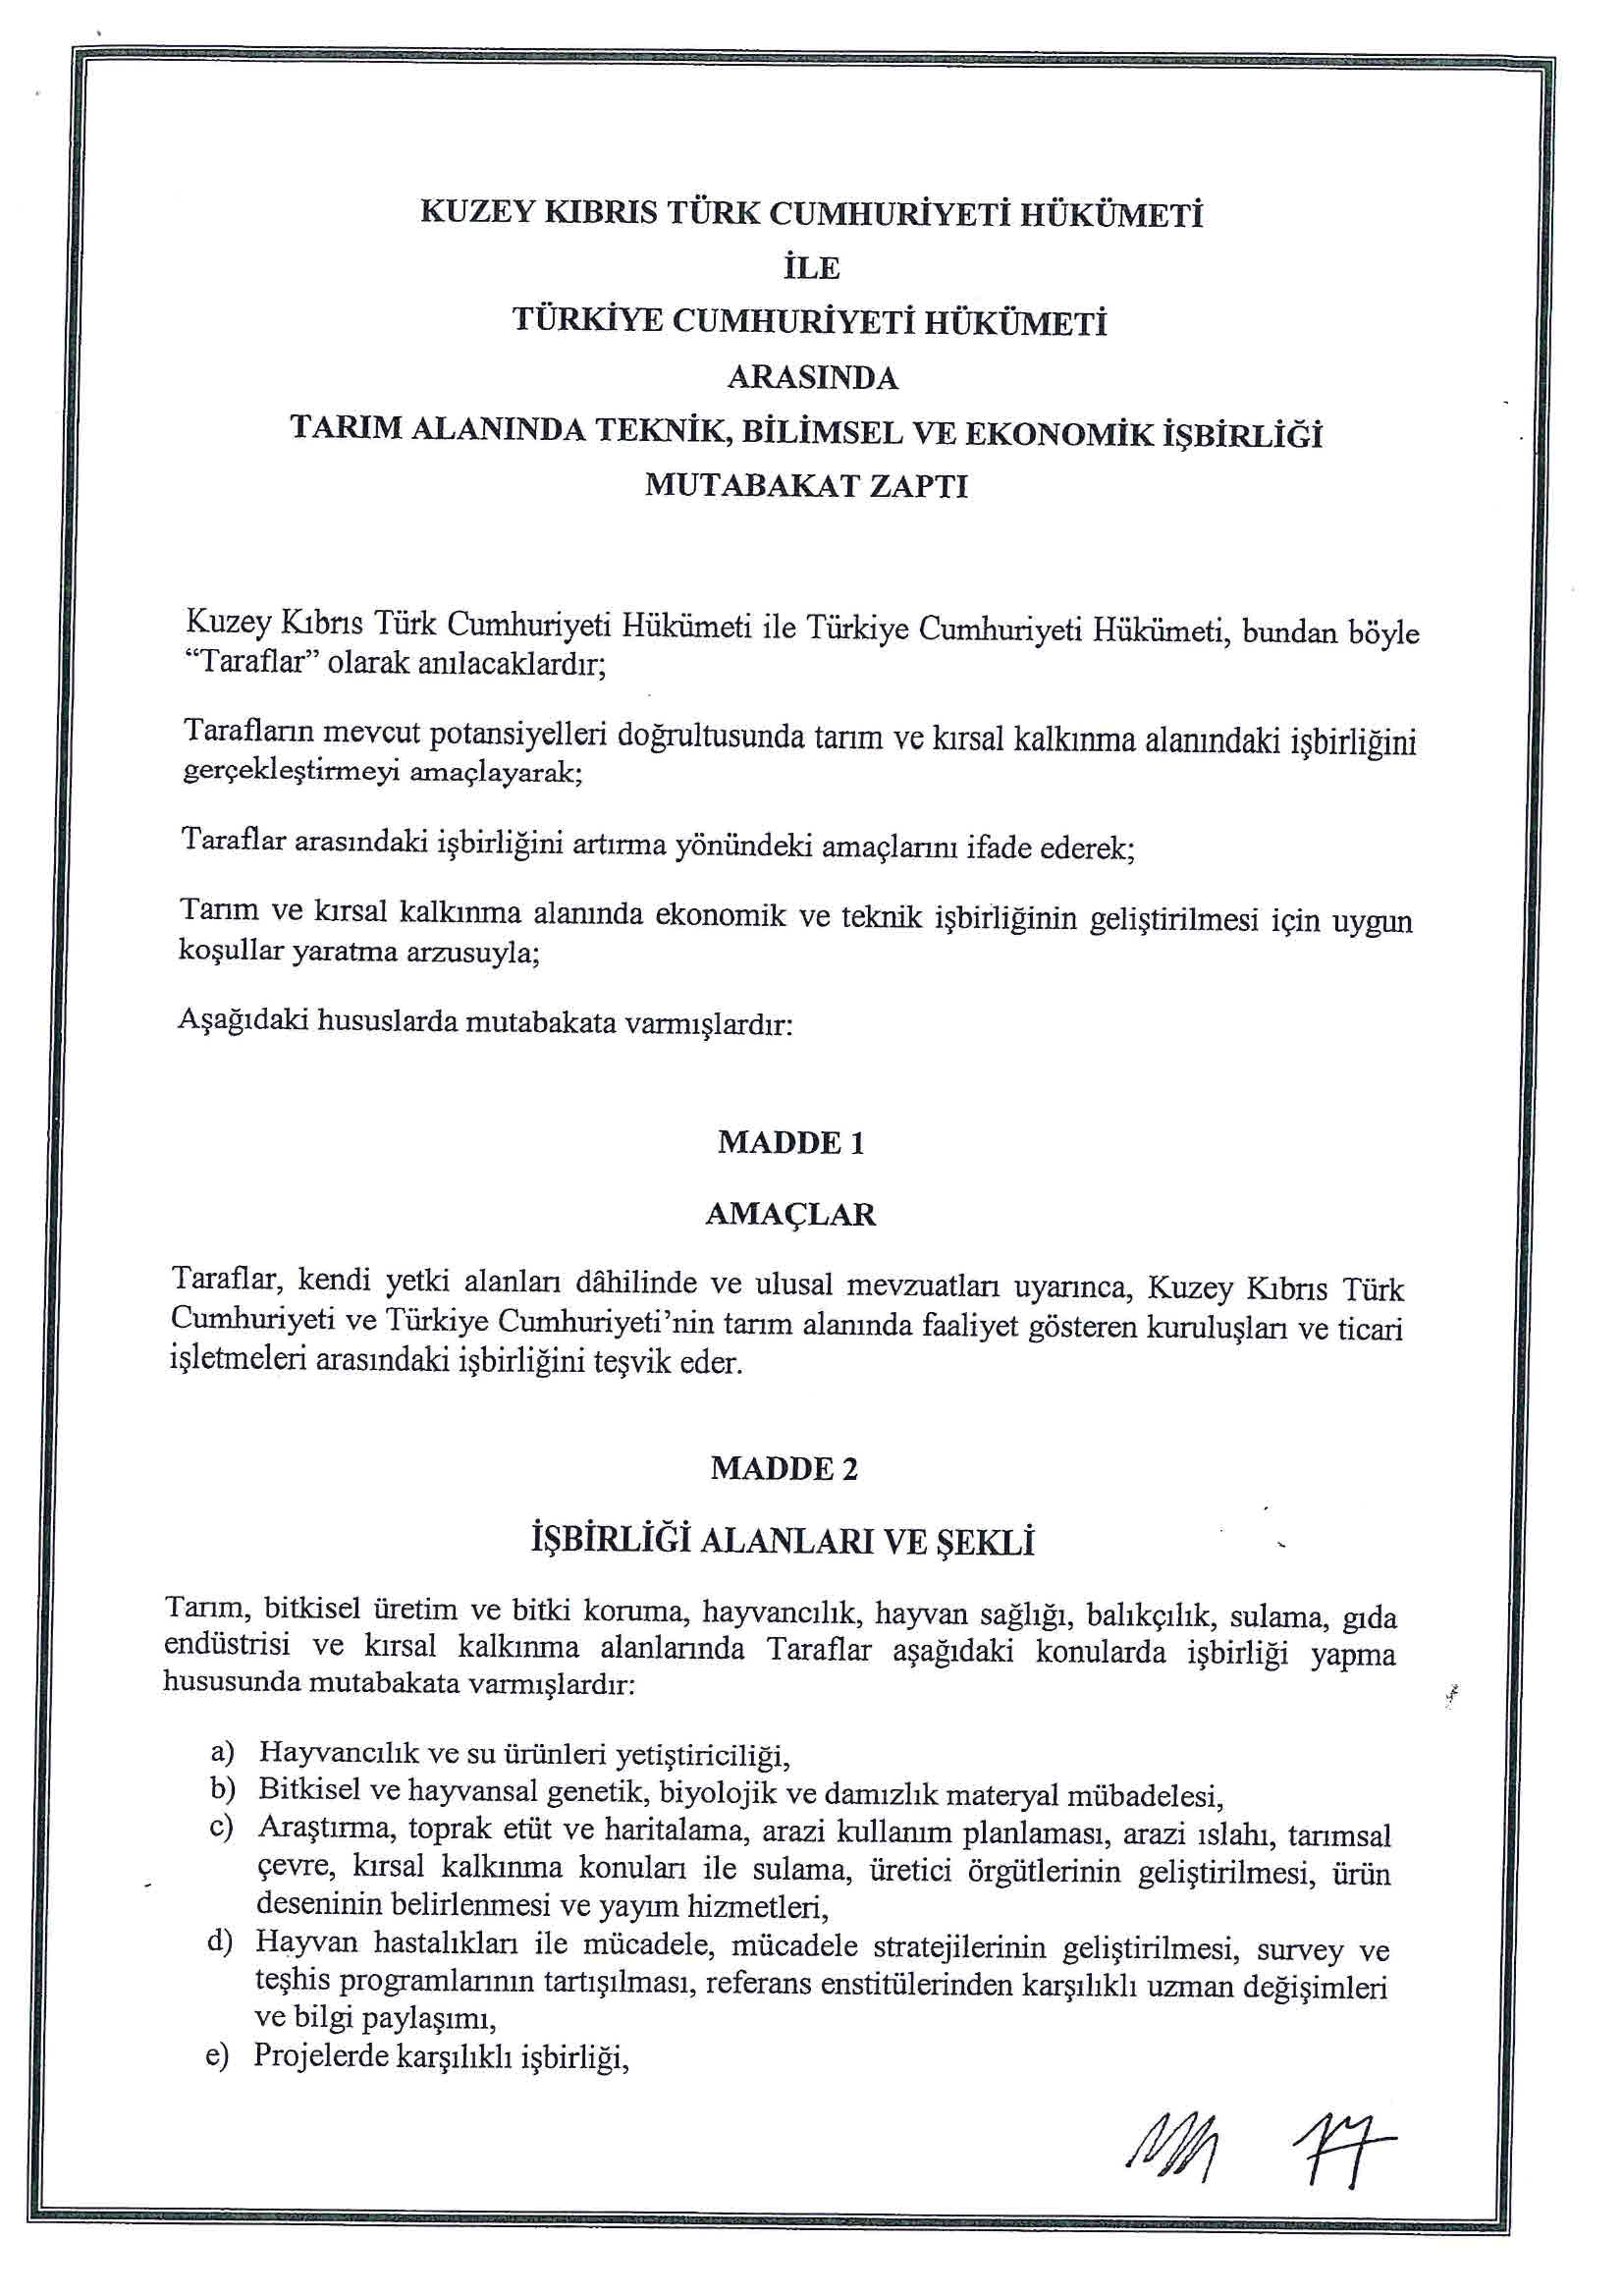 KUZEY KIBRIS TÜRK CUMHURİYETİ HÜKÜMETİ
İLE
TÜRKİYE CUMHURİYETİ HÜKÜMETİ
ARASINDA
TARIM ALANINDA TEKNİK, BİLİMSEL VE EKONOMİK İŞBİRLİĞİ
MUTABAKAT ZAPTI
Kuzey Kıbrıs Türk Cumhuriyeti Hükümeti ile Türkiye Cumhuriyeti Hükümeti, bundan böyle
“Taraflar” olarak anılacaklardır;
Tarafların mevcut potansiyelleri doğrultusunda tarım ve kırsal kalkınma alanındaki işbirliğini
gerçekleştirmeyi amaçlayarak;
Taraflar arasındaki işbirliğini artırma yönündeki amaçlarını ifade ederek;
Tarım ve kırsal kalkınma alanında ekonomik ve teknik işbirliğinin geliştirilmesi için uygun
koşullar yaratma arzusuyla;
Aşağıdaki hususlarda mutabakata varmışlardır:
MADDE 1
AMAÇLAR
Taraflar, kendi yetki alanları dâhilinde ve ulusal mevzuatları uyarınca, Kuzey Kıbrıs Türk
Cumhuriyeti ve Türkiye Cumhuriyeti’nin tarım alanında faaliyet gösteren kuruluşları ve ticari
işletmeleri arasındaki işbirliğini teşvik eder.
MADDE 2
İŞBİRLİĞİ ALANLARI VE ŞEKLİ
Tarım, bitkisel üretim ve bitki koruma, hayvancılık, hayvan sağlığı, balıkçılık, sulama, gıda
endüstrisi ve kırsal kalkınma alanlarında Taraflar aşağıdaki konularda işbirliği yapma
hususunda mutabakata varmışlardır:
a) Hayvancılık ve su ürünleri yetiştiriciliği,
b) Bitkisel ve hayvansal genetik, biyolojik ve damızlık materyal mübadelesi,
c) Araştırma, toprak etüt ve haritalama, arazi kullanım planlaması, arazi ıslahı, tarımsal
çevre, kırsal kalkınma konuları ile sulama, üretici örgütlerinin geliştirilmesi, ürün
deseninin belirlenmesi ve yayım hizmetleri,
d) Hayvan hastalıkları ile mücadele, mücadele stratejilerinin geliştirilmesi, survey ve
teşhis programlarının tartışılması, referans enstitülerinden karşılıklı uzman değişimleri
ve bilgi paylaşımı,
e) Projelerde karşılıklı işbirliği,